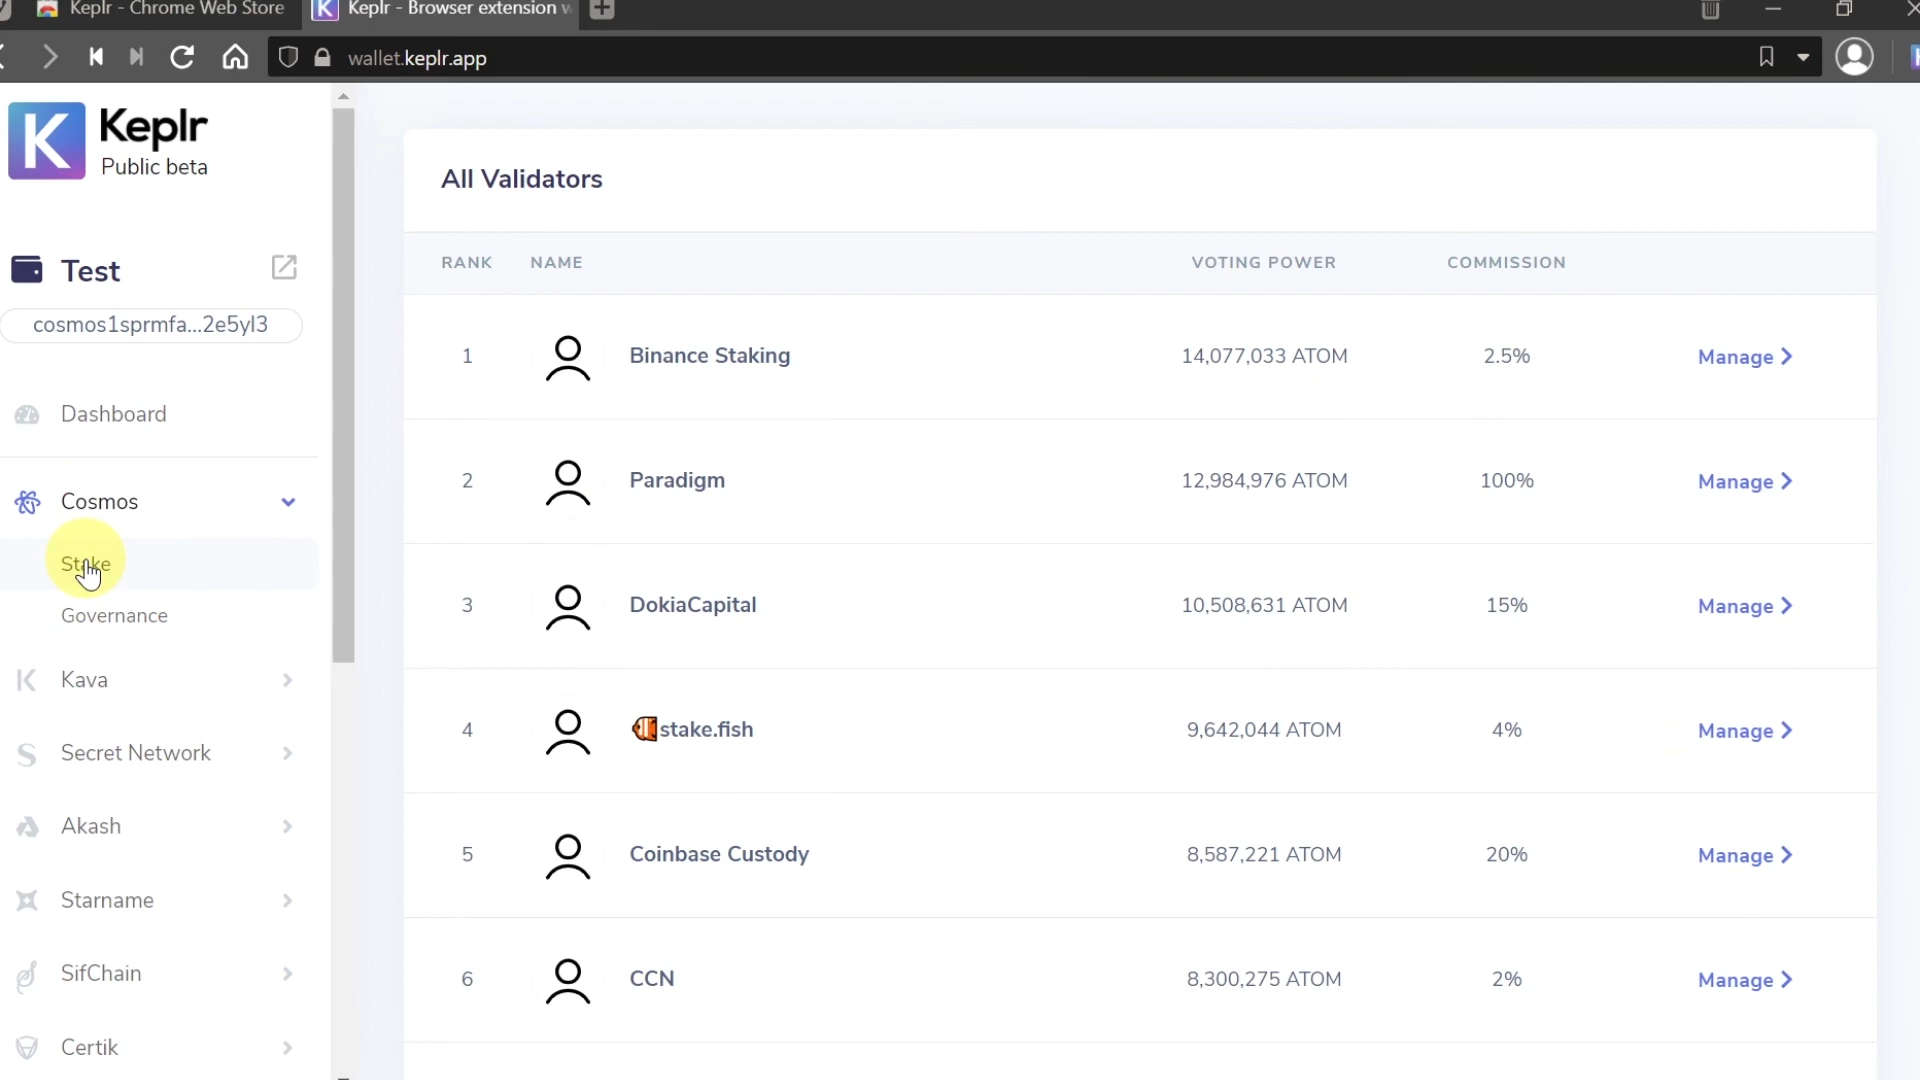 Keplr - Chrome Web Store
Keplr - Browser extension w
wallet.keplr.app
Keplr
Public beta
Test
cosmos1sprmfa...2e5yl3
Dashboard
Cosmos
Stake
Governance
Kava
Secret Network
Akash
Starname
SifChain
Certik
All Validators
RANK NAME VOTING POWER COMMISSION
1 Binance Staking 14,077,033 ATOM 2.5% Manage
2 Paradigm 12,984,976 ATOM 100% Manage
3 DokiaCapital 10,508,631 ATOM 15% Manage
4 🐠stake.fish 9,642,044 ATOM 4% Manage
5 Coinbase Custody 8,587,221 ATOM 20% Manage
6 CCN 8,300,275 ATOM 2% Manage